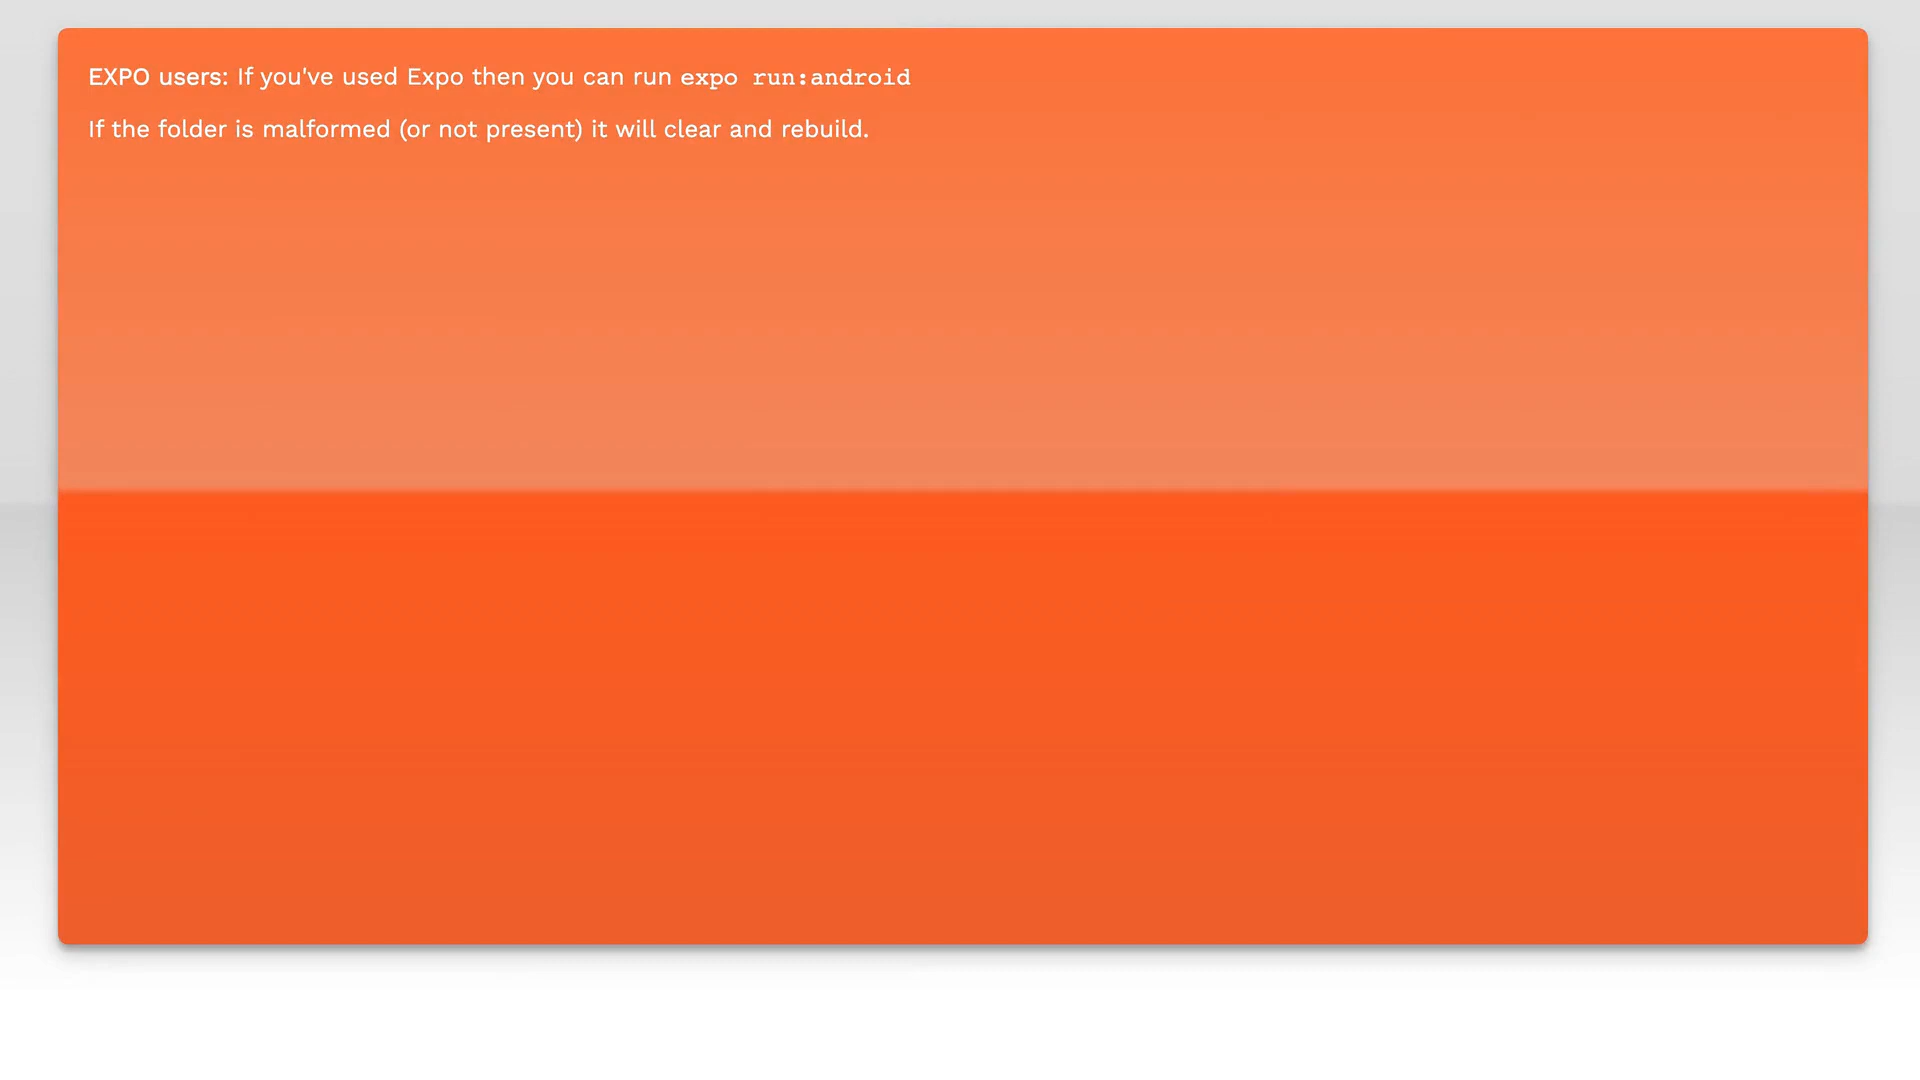 EXPO users: If you've used Expo then you can run expo run:android
If the folder is malformed (or not present) it will clear and rebuild.